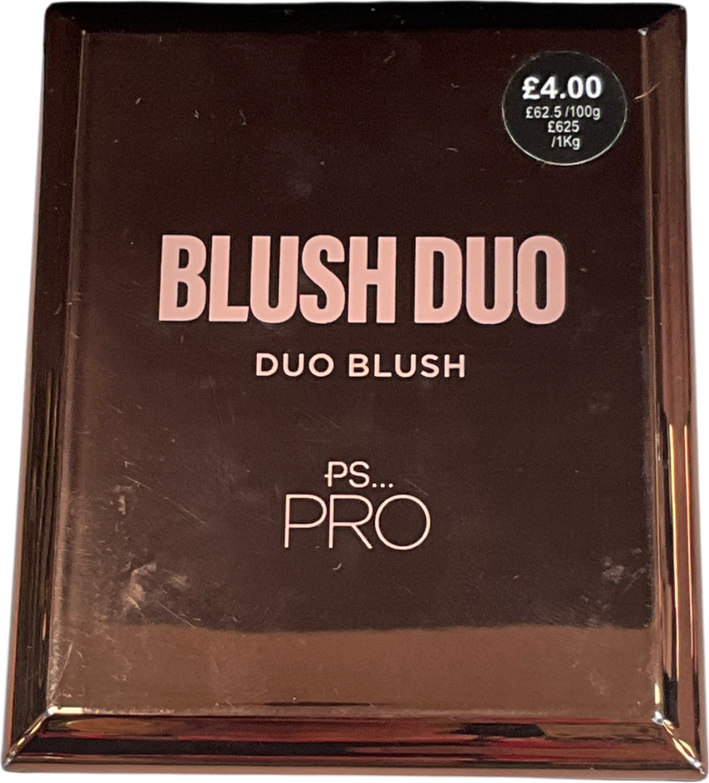 £4.00
£62.5 /100g
£625
/1Kg
BLUSH DUO
DUO BLUSH
PS...
PRO